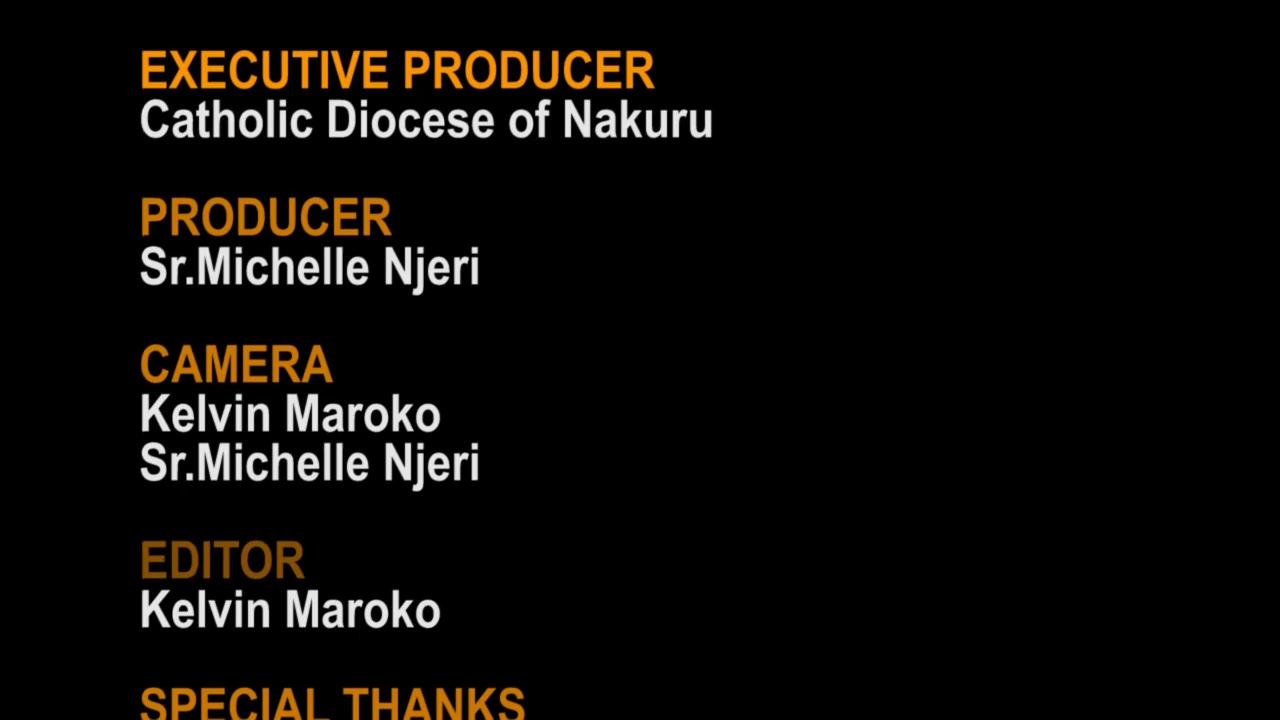 EXECUTIVE PRODUCER
Catholic Diocese of Nakuru
PRODUCER
Sr.Michelle Njeri
CAMERA
Kelvin Maroko
Sr.Michelle Njeri
EDITOR
Kelvin Maroko
SPECIAL THANKS